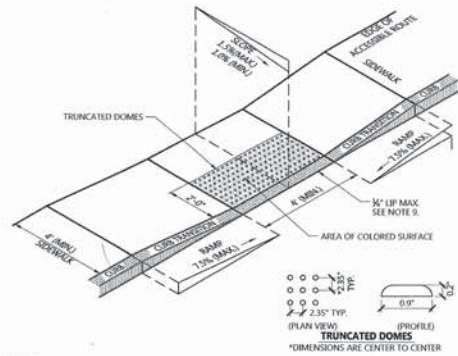 SLOPE
1.5%(MAX.)
1.0% (MIN.)
EDGE OF
ACCESSIBLE ROUTE
SIDEWALK
TRUNCATED DOMES
CURB
CURB TRANSITION
RAMP
7.5% (MAX.)
2'-0"
4' (MIN.)
¼" LIP MAX.
SEE NOTE 9.
AREA OF COLORED SURFACE
4' (MIN.)
SIDEWALK
CURB
CURB TRANSITION
RAMP
7.5% (MAX.)
*2.35"
TYP.
2.35" TYP.
0.2"
0.9"
(PLAN VIEW)
(PROFILE)
TRUNCATED DOMES
*DIMENSIONS ARE CENTER TO CENTER